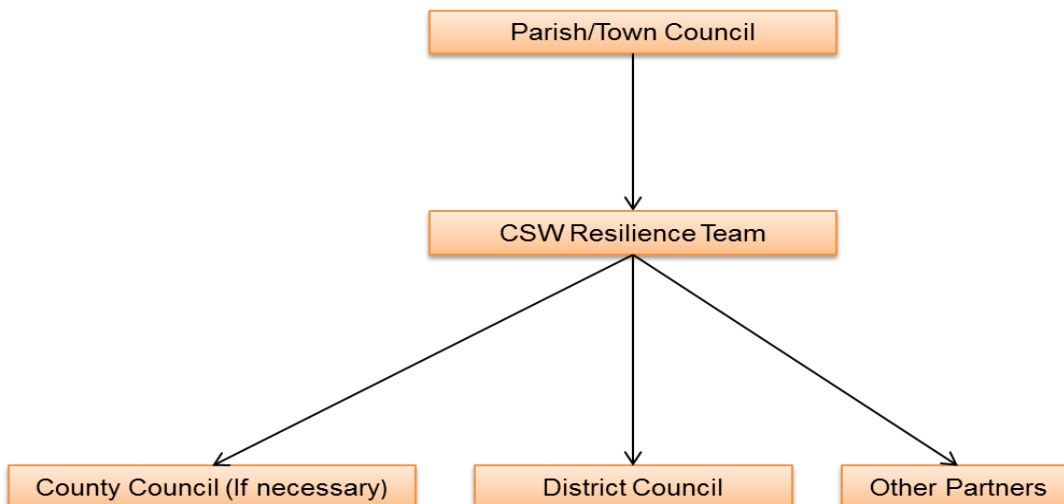 Parish/Town Council
CSW Resilience Team
County Council (If necessary)
District Council
Other Partners